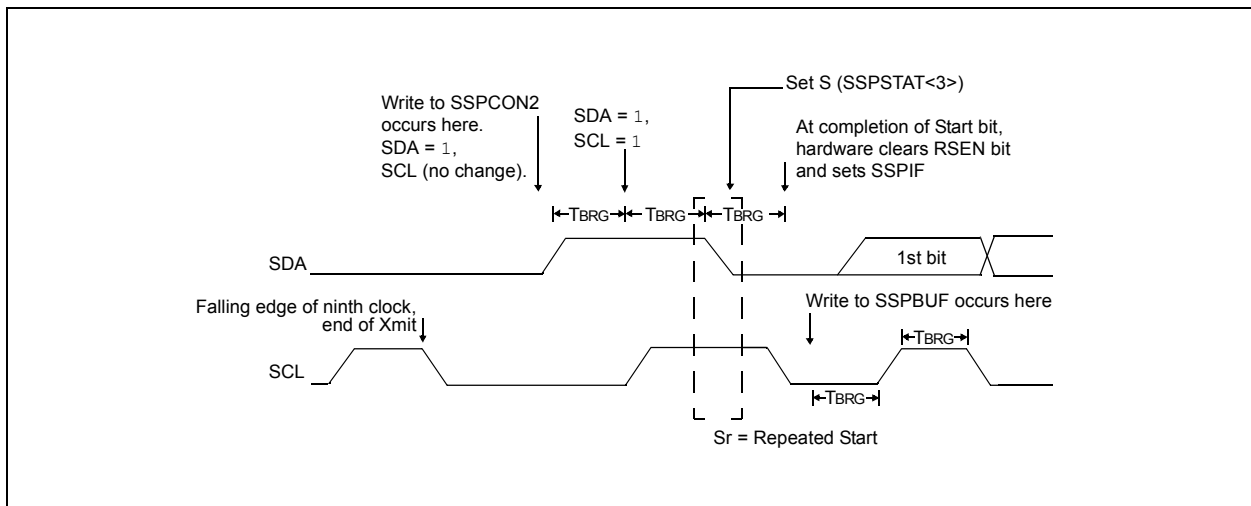 Set S (SSPSTAT<3>)
Write to SSPCON2
occurs here.
SDA = 1,
SCL (no change).
SDA = 1,
SCL = 1
At completion of Start bit,
hardware clears RSEN bit
and sets SSPIF
TBRG
TBRG
TBRG
SDA
1st bit
Falling edge of ninth clock,
end of Xmit
Write to SSPBUF occurs here
TBRG
SCL
TBRG
Sr = Repeated Start